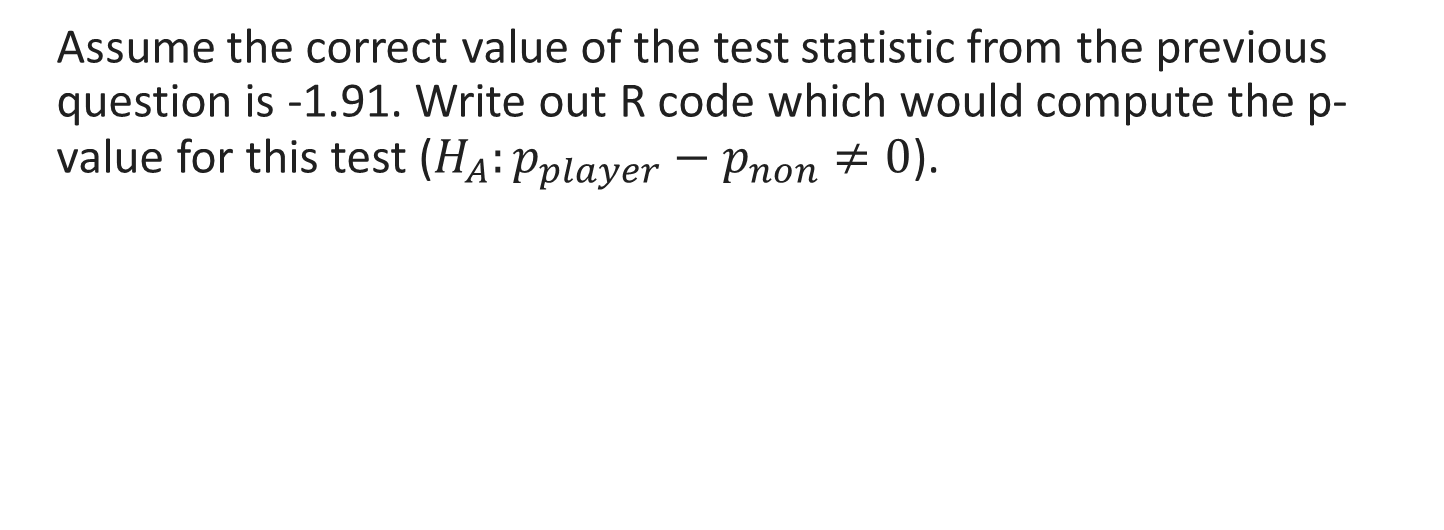 Assume the correct value of the test statistic from the previous
question is -1.91. Write out R code which would compute the p-
value for this test (𝐻_𝐴: 𝑝_𝑝𝑙𝑎𝑦𝑒𝑟 − 𝑝_𝑛𝑜𝑛 ≠ 0).